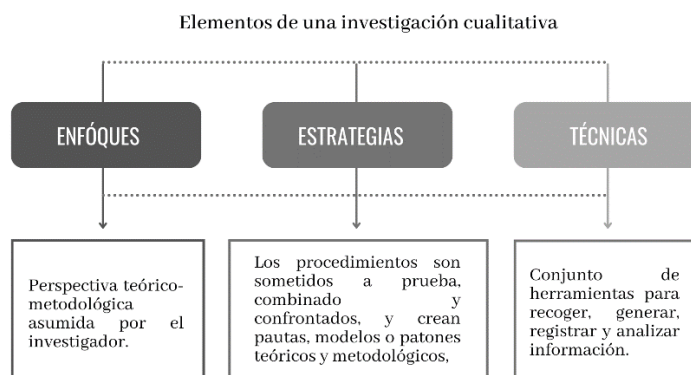 Elementos de una investigación cualitativa
ENFÓQUES
ESTRATEGIAS
TÉCNICAS
Perspectiva teórico-
metodológica
asumida por el
investigador.
Los procedimientos son
sometidos a prueba,
combinado y
confrontados, y crean
pautas, modelos o patones
teóricos y metodológicos,
Conjunto de
herramientas para
recoger, generar,
registrar y analizar
información.